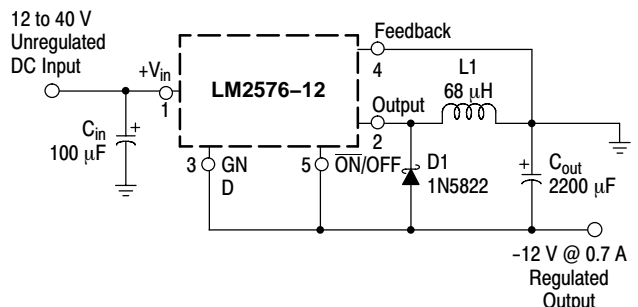 12 to 40 V
Unregulated
DC Input
+Vin
1
Cin
100 μF
+
LM2576–12
Feedback
4
Output
2
3
GN
D
5
ON/OFF
L1
68 μH
D1
1N5822
+
Cout
2200 μF
–12 V @ 0.7 A
Regulated
Output